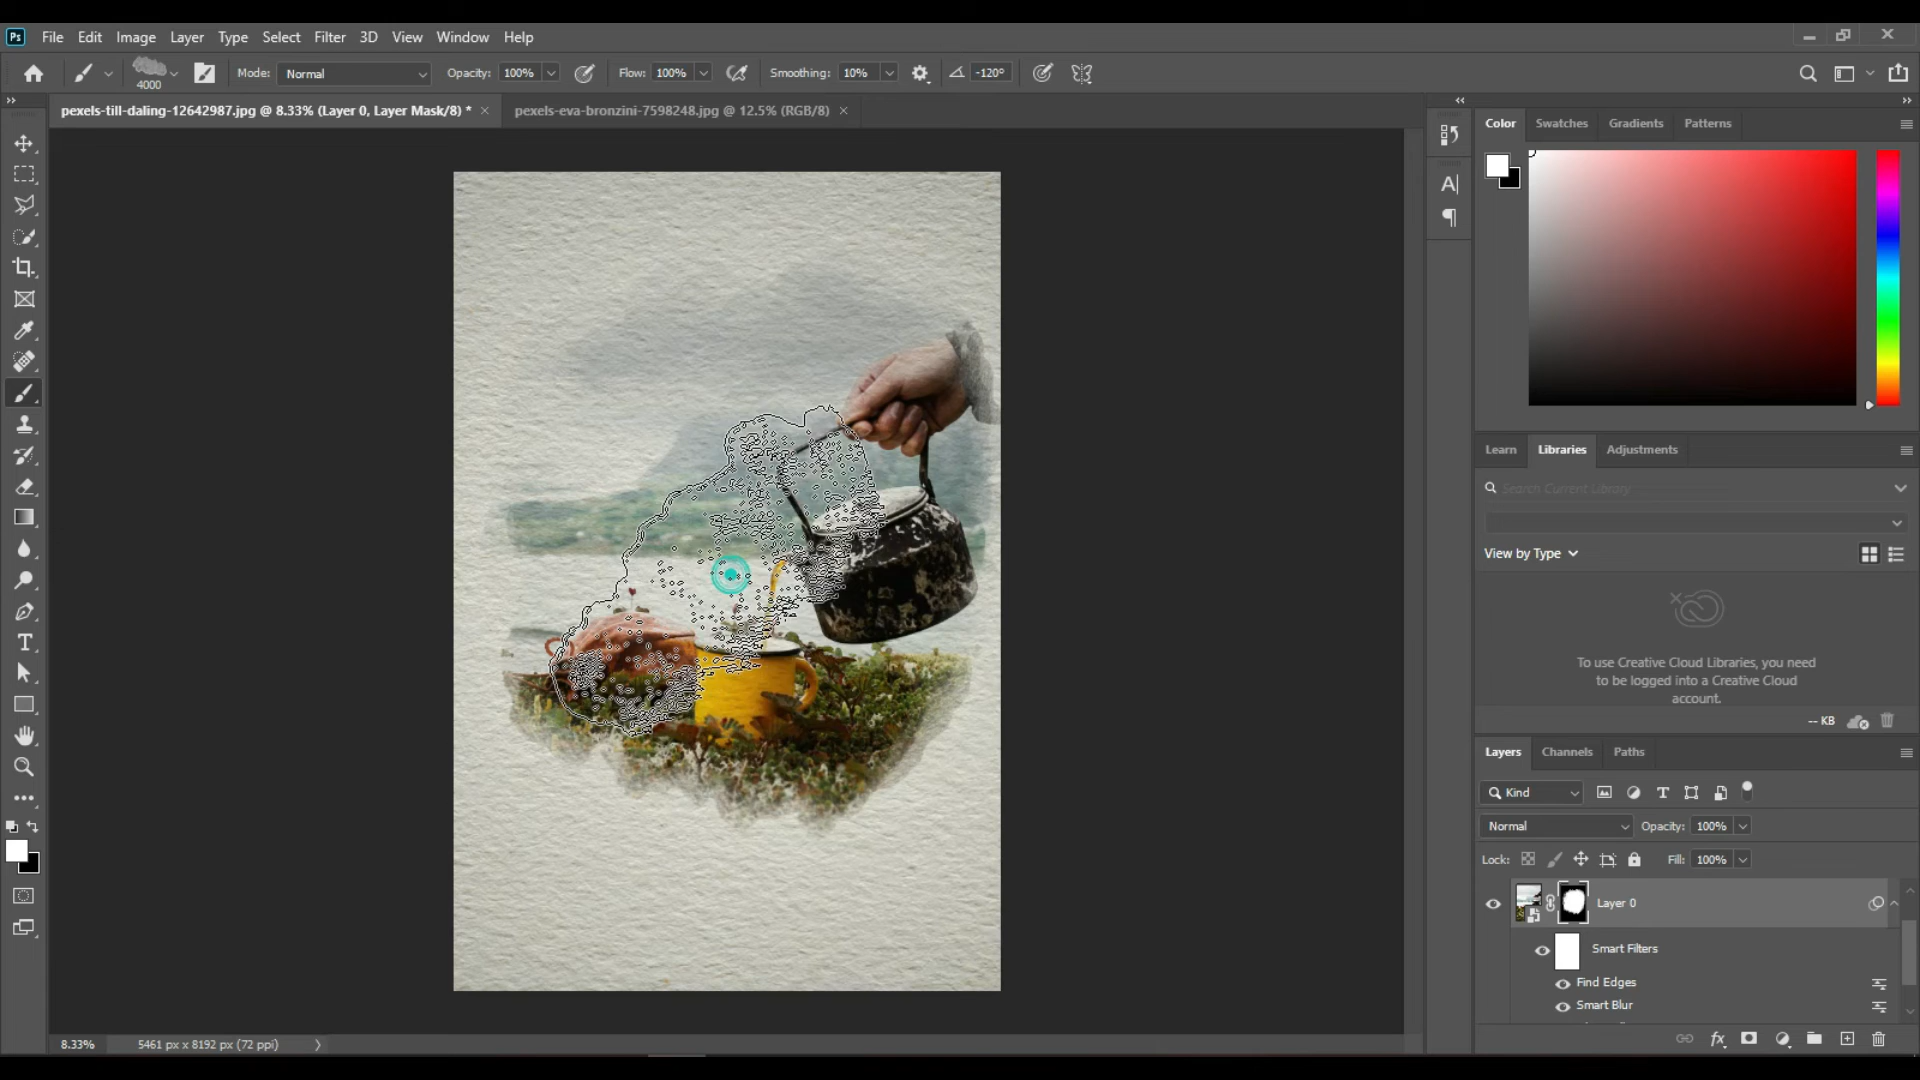 Ps File Edit Image Layer Type Select Filter 3D View Window Help
4000 Mode: Normal Opacity: 100% Flow: 100% Smoothing: 10% -120°
pexels-till-daling-12642987.jpg @ 8.33% (Layer 0, Layer Mask/8) * pexels-eva-bronzini-7598248.jpg @ 12.5% (RGB/8)
Color Swatches Gradients Patterns
Learn Libraries Adjustments
Search Current Library
View by Type
To use Creative Cloud Libraries, you need
to be logged into a Creative Cloud
account.
-- KB
Layers Channels Paths
Kind
Normal Opacity: 100%
Lock: Fill: 100%
Layer 0
Smart Filters
Find Edges
Smart Blur
8.33% 5461 px x 8192 px (72 ppi)